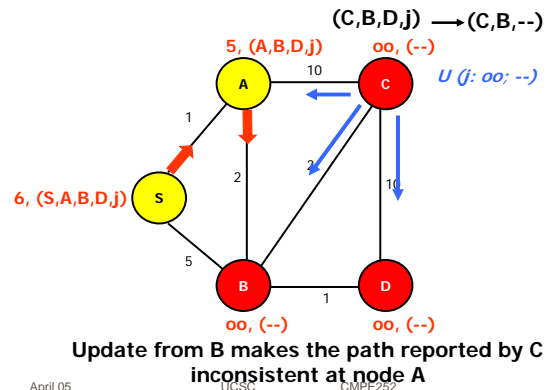 (C,B,D,j) → (C,B,--)
5, (A,B,D,j)
oo, (--)
10
A
C
U (j: oo; --)
1
2
2
10
6, (S,A,B,D,j)
S
5
B
D
1
oo, (--)
oo, (--)
Update from B makes the path reported by C
inconsistent at node A
April 05
UCSC
CMPE252